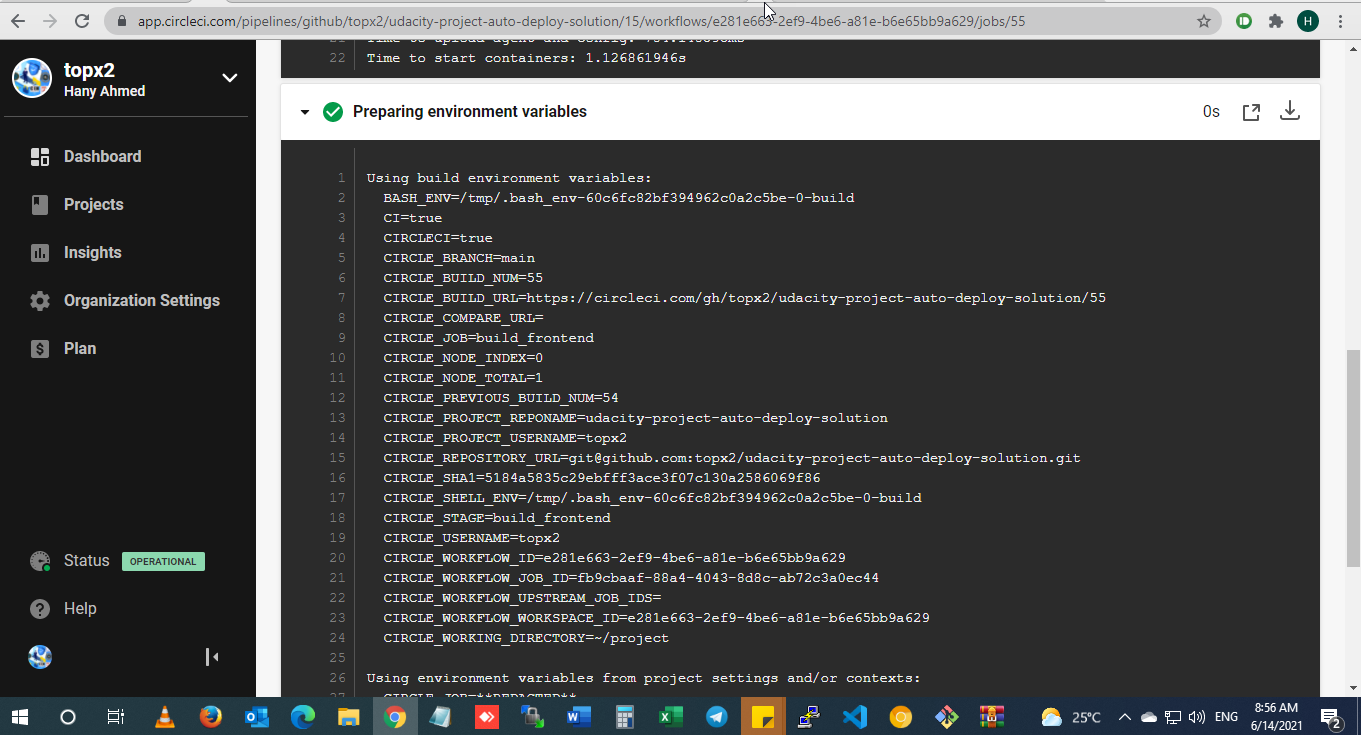 app.circleci.com/pipelines/github/topx2/udacity-project-auto-deploy-solution/15/workflows/e281e663-2ef9-4be6-a81e-b6e65bb9a629/jobs/55
H
topx2
Hany Ahmed
Dashboard
Projects
Insights
Organization Settings
Plan
Status OPERATIONAL
Help
22 Time to start containers: 1.126861946s
Preparing environment variables 0s
1 Using build environment variables:
2 BASH_ENV=/tmp/.bash_env-60c6fc82bf394962c0a2c5be-0-build
3 CI=true
4 CIRCLECI=true
5 CIRCLE_BRANCH=main
6 CIRCLE_BUILD_NUM=55
7 CIRCLE_BUILD_URL=https://circleci.com/gh/topx2/udacity-project-auto-deploy-solution/55
8 CIRCLE_COMPARE_URL=
9 CIRCLE_JOB=build_frontend
10 CIRCLE_NODE_INDEX=0
11 CIRCLE_NODE_TOTAL=1
12 CIRCLE_PREVIOUS_BUILD_NUM=54
13 CIRCLE_PROJECT_REPONAME=udacity-project-auto-deploy-solution
14 CIRCLE_PROJECT_USERNAME=topx2
15 CIRCLE_REPOSITORY_URL=git@github.com:topx2/udacity-project-auto-deploy-solution.git
16 CIRCLE_SHA1=5184a5835c29ebfff3ace3f07c130a2586069f86
17 CIRCLE_SHELL_ENV=/tmp/.bash_env-60c6fc82bf394962c0a2c5be-0-build
18 CIRCLE_STAGE=build_frontend
19 CIRCLE_USERNAME=topx2
20 CIRCLE_WORKFLOW_ID=e281e663-2ef9-4be6-a81e-b6e65bb9a629
21 CIRCLE_WORKFLOW_JOB_ID=fb9cbaaf-88a4-4043-8d8c-ab72c3a0ec44
22 CIRCLE_WORKFLOW_UPSTREAM_JOB_IDS=
23 CIRCLE_WORKFLOW_WORKSPACE_ID=e281e663-2ef9-4be6-a81e-b6e65bb9a629
24 CIRCLE_WORKING_DIRECTORY=~/project
25
26 Using environment variables from project settings and/or contexts:
27 CIRCLE_JOB=**REDACTED**
25°C
ENG
8:56 AM
6/14/2021
2